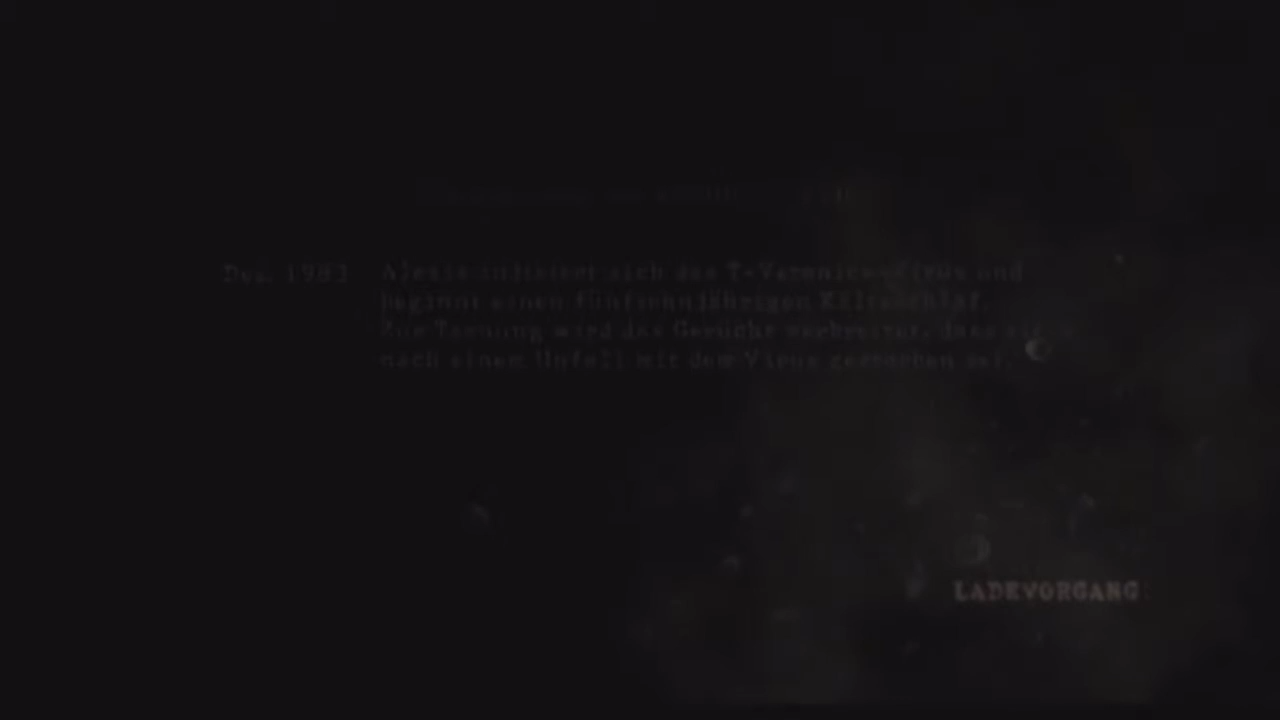 Dez. 1983 Alexia injiziert sich das T-Veronica-Virus und
beginnt einen fünfzehnjährigen Kälteschlaf.
Zur Tarnung wird das Gerücht verbreitet, dass sie
nach einem Unfall mit dem Virus gestorben sei.
LADEVORGANG